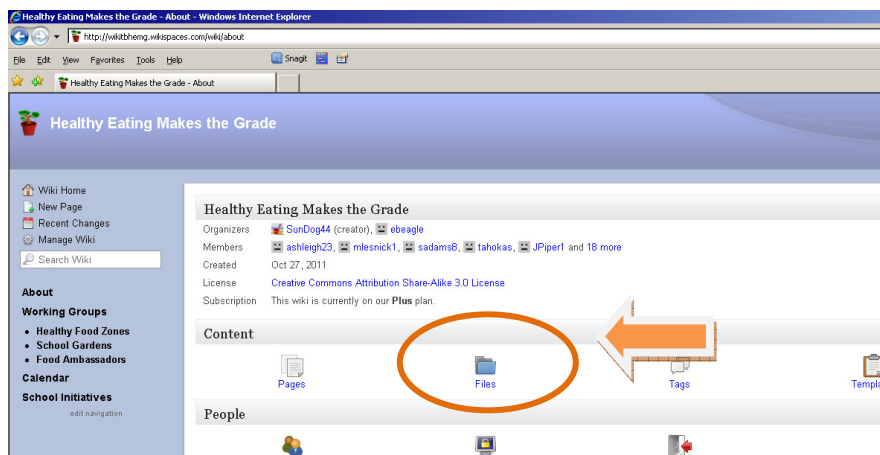 Healthy Eating Makes the Grade - About - Windows Internet Explorer
http://wikitbhemg.wikispaces.com/wiki/about
File Edit View Favorites Tools Help Snagit
Healthy Eating Makes the Grade - About
Healthy Eating Makes the Grade
Wiki Home
New Page
Recent Changes
Manage Wiki
Search Wiki
About
Working Groups
• Healthy Food Zones
• School Gardens
• Food Ambassadors
Calendar
School Initiatives
edit navigation
Healthy Eating Makes the Grade
Organizers SunDog44 (creator), ebeagle
Members ashleigh23, mlesnick1, sadams8, tahokas, JPiper1 and 18 more
Created Oct 27, 2011
License Creative Commons Attribution Share-Alike 3.0 License
Subscription This wiki is currently on our Plus plan.
Content
Pages Files Tags Templa
People